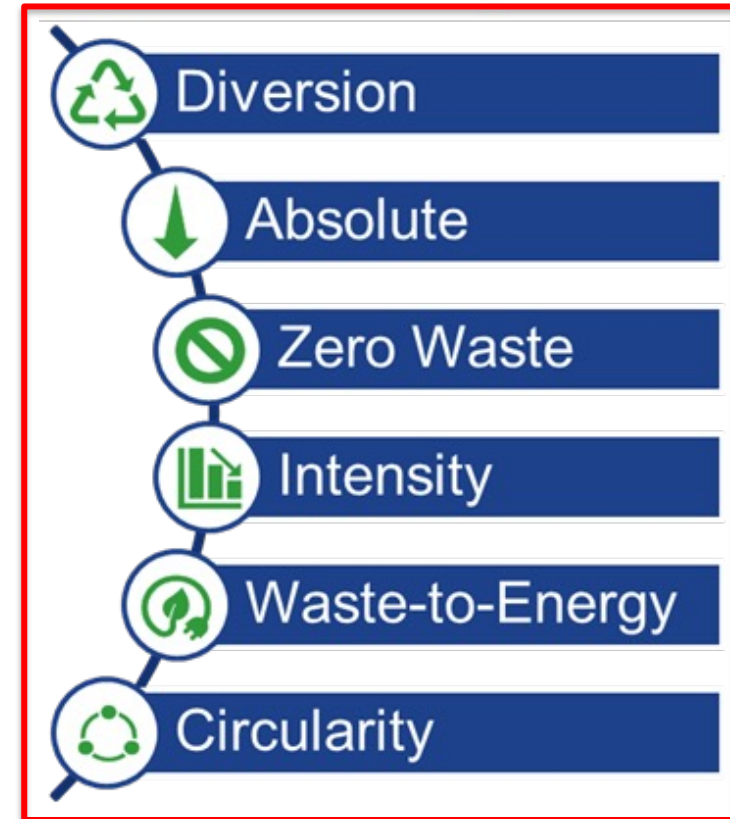 Diversion
Absolute
Zero Waste
Intensity
Waste-to-Energy
Circularity